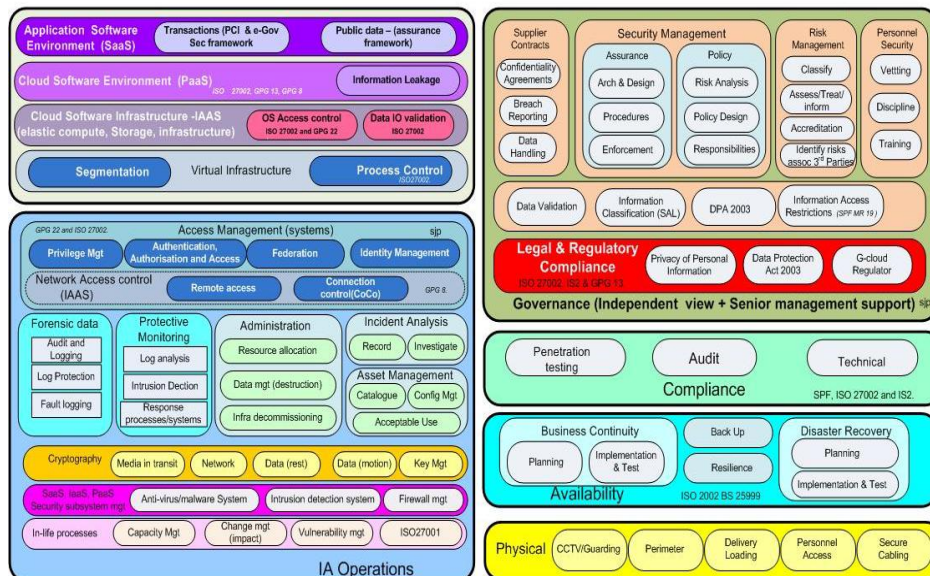 Application Software
Environment (SaaS)
Transactions (PCI & e-Gov
Sec framework
Public data – (assurance
framework)
Cloud Software Environment (PaaS)
ISO 27002, GPG 13, GPG 8
Information Leakage
Cloud Software Infrastructure -IAAS
(elastic compute, Storage, infrastructure)
OS Access control
ISO 27002 and GPG 22
Data IO validation
ISO 27002
Segmentation
Virtual Infrastructure
Process Control
ISO27002.
GPG 22 and ISO 27002.
Access Management (systems)
sjp
Privilege Mgt
Authentication,
Authorisation and Access
Federation
Identity Management
Network Access control
(IAAS)
Remote access
Connection
control(CoCo)
GPG 8.
Forensic data
Audit and
Logging
Log Protection
Fault logging
Protective
Monitoring
Log analysis
Intrusion Dection
Response
processes/systems
Administration
Resource allocation
Data mgt (destruction)
Infra decommissioning
Incident Analysis
Record
Investigate
Asset Management
Catalogue
Config Mgt
Acceptable Use
Cryptography
Media in transit
Network
Data (rest)
Data (motion)
Key Mgt
SaaS, IaaS, PaaS
Security subsystem mgt
Anti-virus/malware System
Intrusion detection system
Firewall mgt
In-life processes
Capacity Mgt
Change mgt
(impact)
Vulnerability mgt
ISO27001
IA Operations
Supplier
Contracts
Confidentiality
Agreements
Breach
Reporting
Data
Handling
Security Management
Assurance
Arch & Design
Procedures
Enforcement
Policy
Risk Analysis
Policy Design
Responsibilities
Risk
Management
Classify
Assess/Treat/
inform
Accreditation
Identify risks
assoc 3rd Parties
Personnel
Security
Vettting
Discipline
Training
Data Validation
Information
Classification (SAL)
DPA 2003
Information Access
Restrictions (SPF MR 19 )
Legal & Regulatory
Compliance
ISO 27002, IS2 & GPG 13.
Privacy of Personal
Information
Data Protection
Act 2003
G-cloud
Regulator
Governance (Independent view + Senior management support) sjp
Penetration
testing
Audit
Technical
Compliance
SPF, ISO 27002 and IS2.
Business Continuity
Planning
Implementation
& Test
Back Up
Resilience
Disaster Recovery
Planning
Implementation & Test
Availability
ISO 2002 BS 25999
Physical
CCTV/Guarding
Perimeter
Delivery
Loading
Personnel
Access
Secure
Cabling